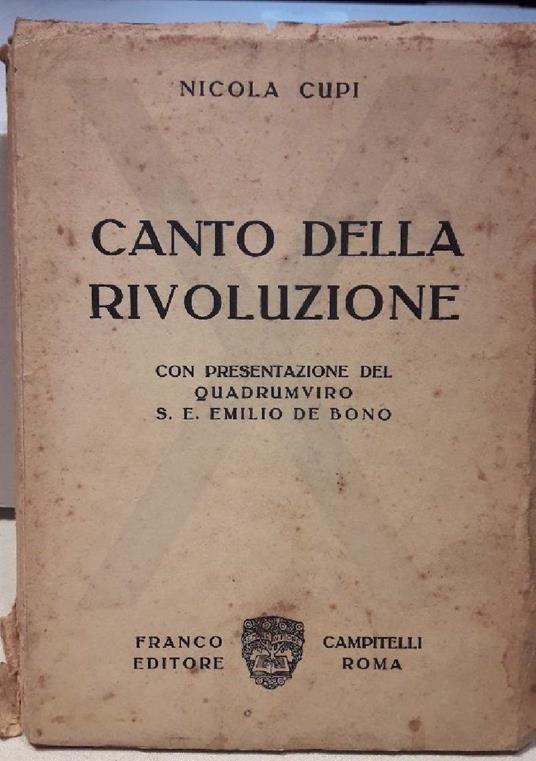 NICOLA CUPI
CANTO DELLA
RIVOLUZIONE
CON PRESENTAZIONE DEL
QUADRUMVIRO
S. E. EMILIO DE BONO
FRANCO CAMPITELLI
EDITORE ROMA